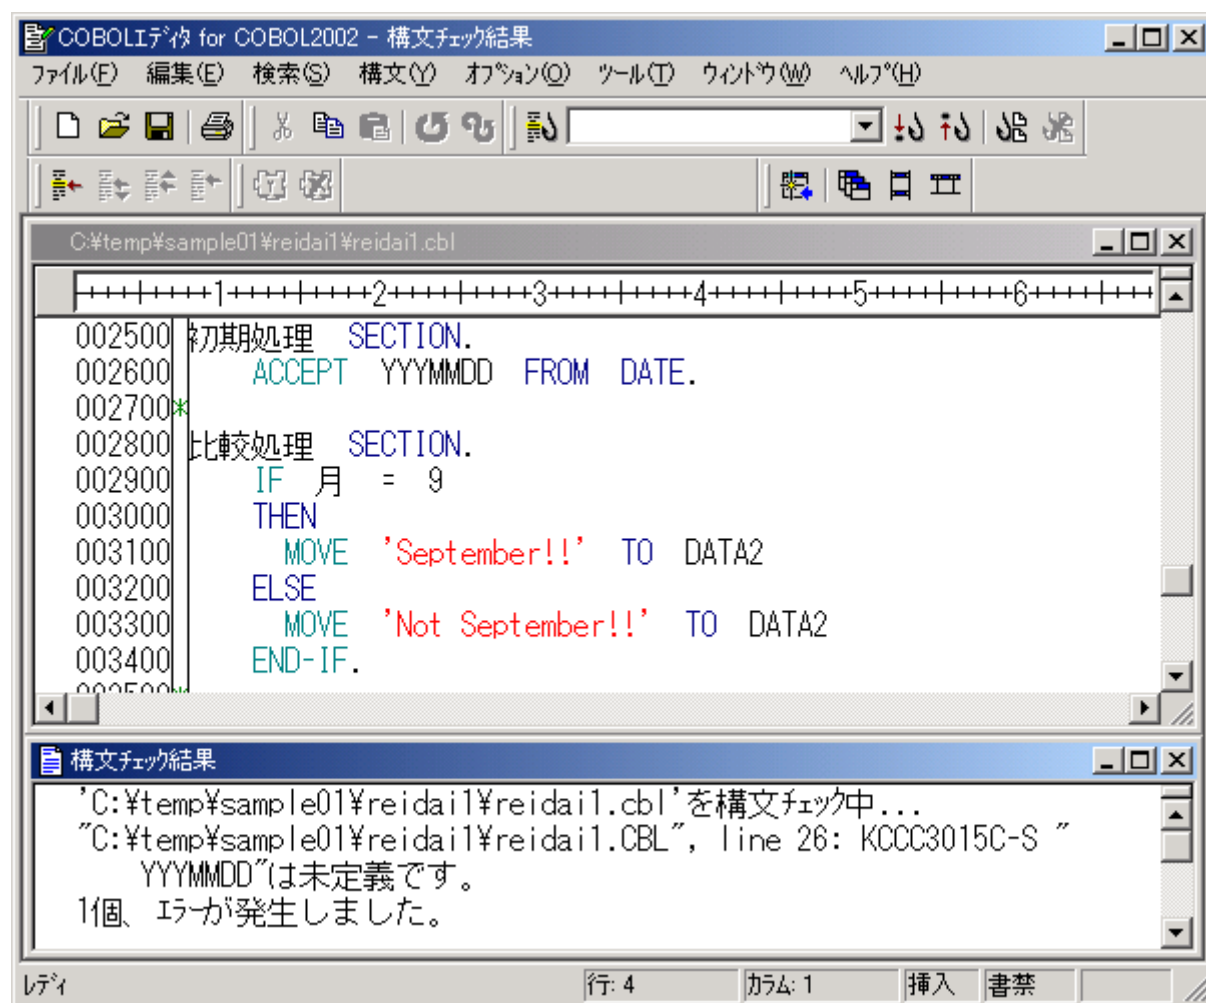 COBOLｴﾃﾞｨﾀ for COBOL2002 - 構文ﾁｪｯｸ結果
ﾌｧｲﾙ(F) 編集(E) 検索(S) 構文(Y) ｵﾌﾟｼｮﾝ(O) ﾂｰﾙ(T) ｳｨﾝﾄﾞｳ(W) ﾍﾙﾌﾟ(H)
C:¥temp¥sample01¥reidai1¥reidai1.cbl
├++++┼++++1++++┼++++2++++┼++++3++++┼++++4++++┼++++5++++┼++++6++++┼+++
002500 初期処理 SECTION.
002600 ACCEPT YYYMMDD FROM DATE.
002700*
002800 比較処理 SECTION.
002900 IF 月 = 9
003000 THEN
003100 MOVE 'September!!' TO DATA2
003200 ELSE
003300 MOVE 'Not September!!' TO DATA2
003400 END-IF.
003500*
構文ﾁｪｯｸ結果
'C:¥temp¥sample01¥reidai1¥reidai1.cbl'を構文ﾁｪｯｸ中...
"C:¥temp¥sample01¥reidai1¥reidai1.CBL", line 26: KCCC3015C-S "
YYYMMDD"は未定義です。
1個、ｴﾗｰが発生しました。
ﾚﾃﾞｨ 行: 4 ｶﾗﾑ: 1 挿入 書禁